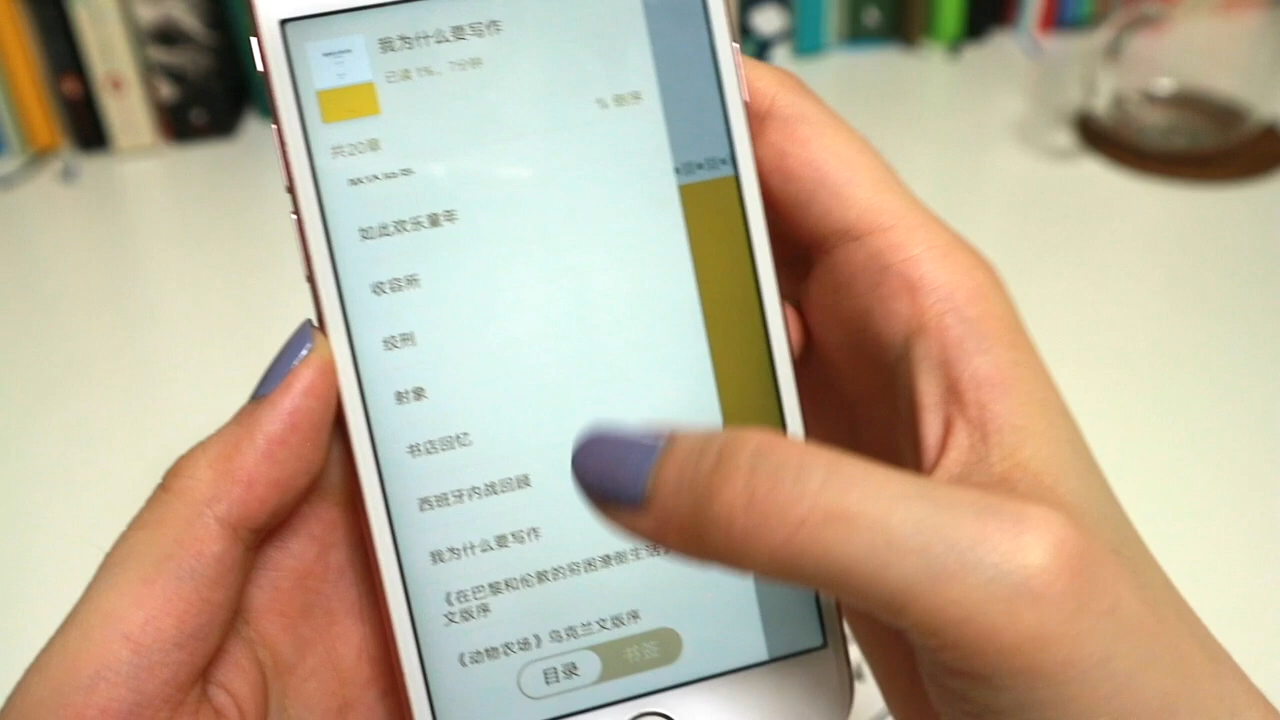 我为什么要写作
已读 1%，7分钟
倒序
共20章
如此欢乐童年
收容所
绞刑
射象
书店回忆
西班牙内战回顾
我为什么要写作
《在巴黎和伦敦的穷困潦倒生活》
文版序
《动物农场》乌克兰文版序
目录
书签